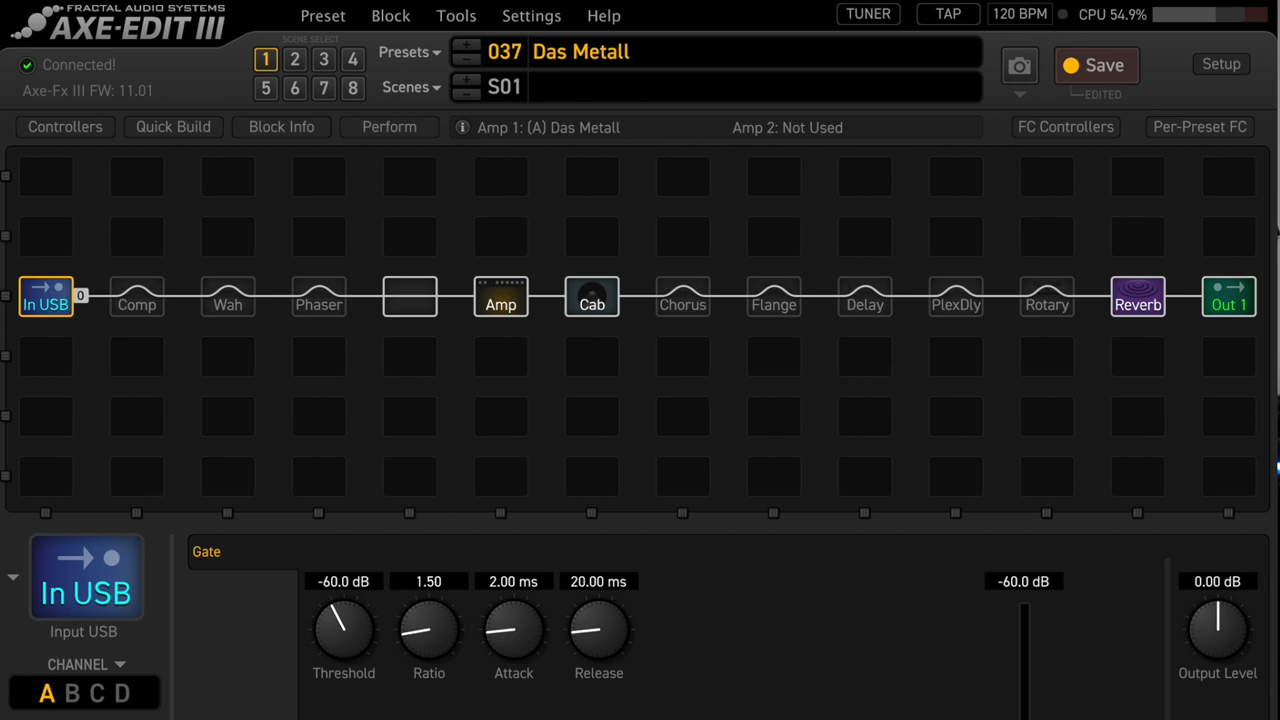 FRACTAL AUDIO SYSTEMS
AXE-EDIT III
Preset Block Tools Settings Help
TUNER TAP 120 BPM CPU 54.9%
SCENE SELECT
1 2 3 4
5 6 7 8
Connected!
Axe-Fx III FW: 11.01
Presets + - 037 Das Metall
Scenes + - S01
Save
EDITED
Setup
Controllers Quick Build Block Info Perform i Amp 1: (A) Das Metall Amp 2: Not Used FC Controllers Per-Preset FC
In USB 0 Comp Wah Phaser Amp Cab Chorus Flange Delay PlexDly Rotary Reverb Out 1
In USB
Input USB
CHANNEL
A B C D
Gate
-60.0 dB 1.50 2.00 ms 20.00 ms -60.0 dB 0.00 dB
Threshold Ratio Attack Release Output Level